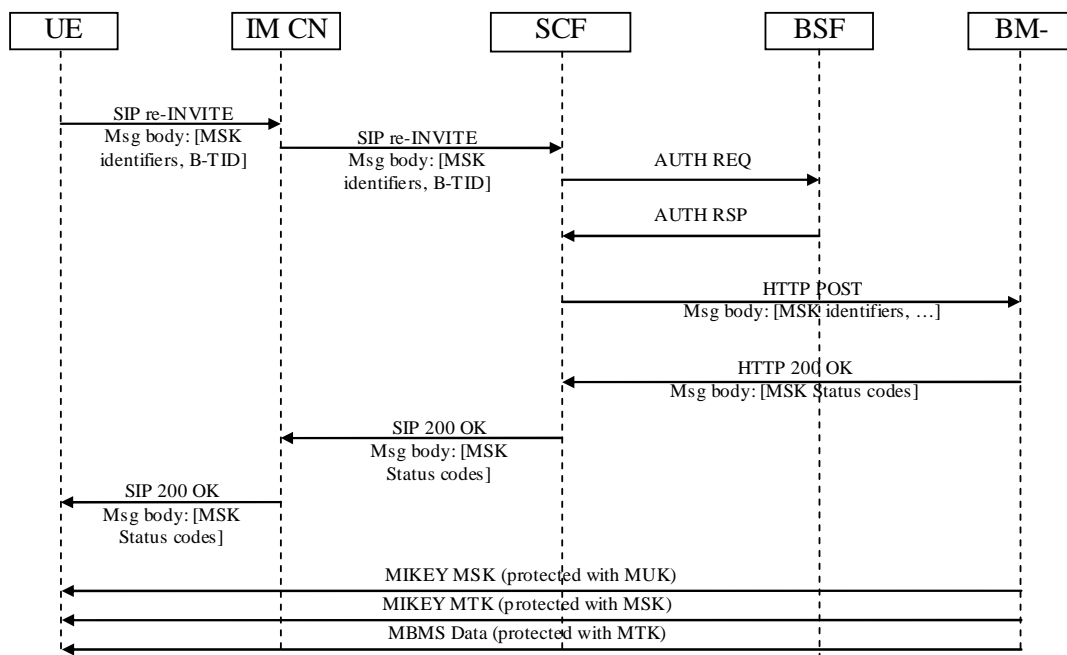 UE
IM CN
SCF
BSF
BM-
SIP re-INVITE
Msg body: [MSK
identifiers, B-TID]
SIP re-INVITE
Msg body: [MSK
identifiers, B-TID]
AUTH REQ
AUTH RSP
HTTP POST
Msg body: [MSK identifiers, …]
HTTP 200 OK
Msg body: [MSK Status codes]
SIP 200 OK
Msg body: [MSK
Status codes]
SIP 200 OK
Msg body: [MSK
Status codes]
MIKEY MSK (protected with MUK)
MIKEY MTK (protected with MSK)
MBMS Data (protected with MTK)